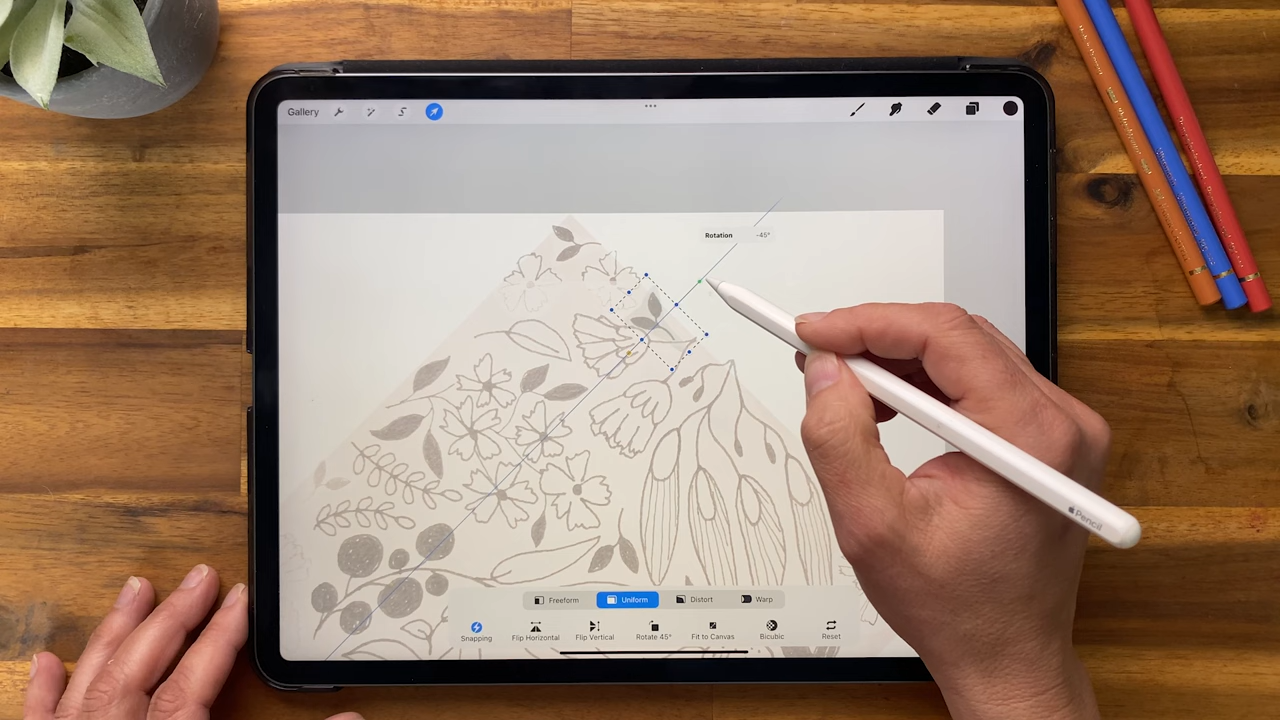 Gallery
Rotation -45°
Freeform Uniform Distort Warp
Snapping Flip Horizontal Flip Vertical Rotate 45° Fit to Canvas Bicubic Reset
Pencil